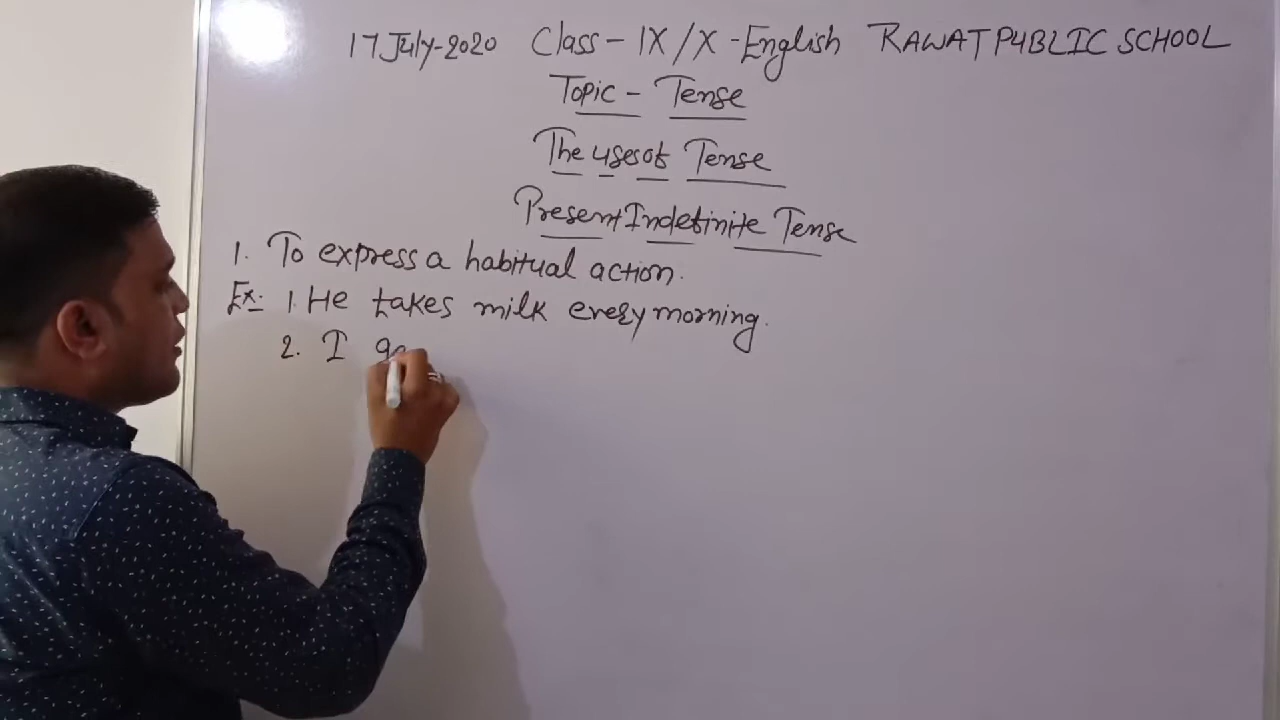 17 July-2020 Class - IX/X -English RAWAT PUBLIC SCHOOL
Topic - Tense
The uses of Tense
Present Indefinite Tense
1. To express a habitual action.
Ex:- 1. He takes milk every morning.
2. I go